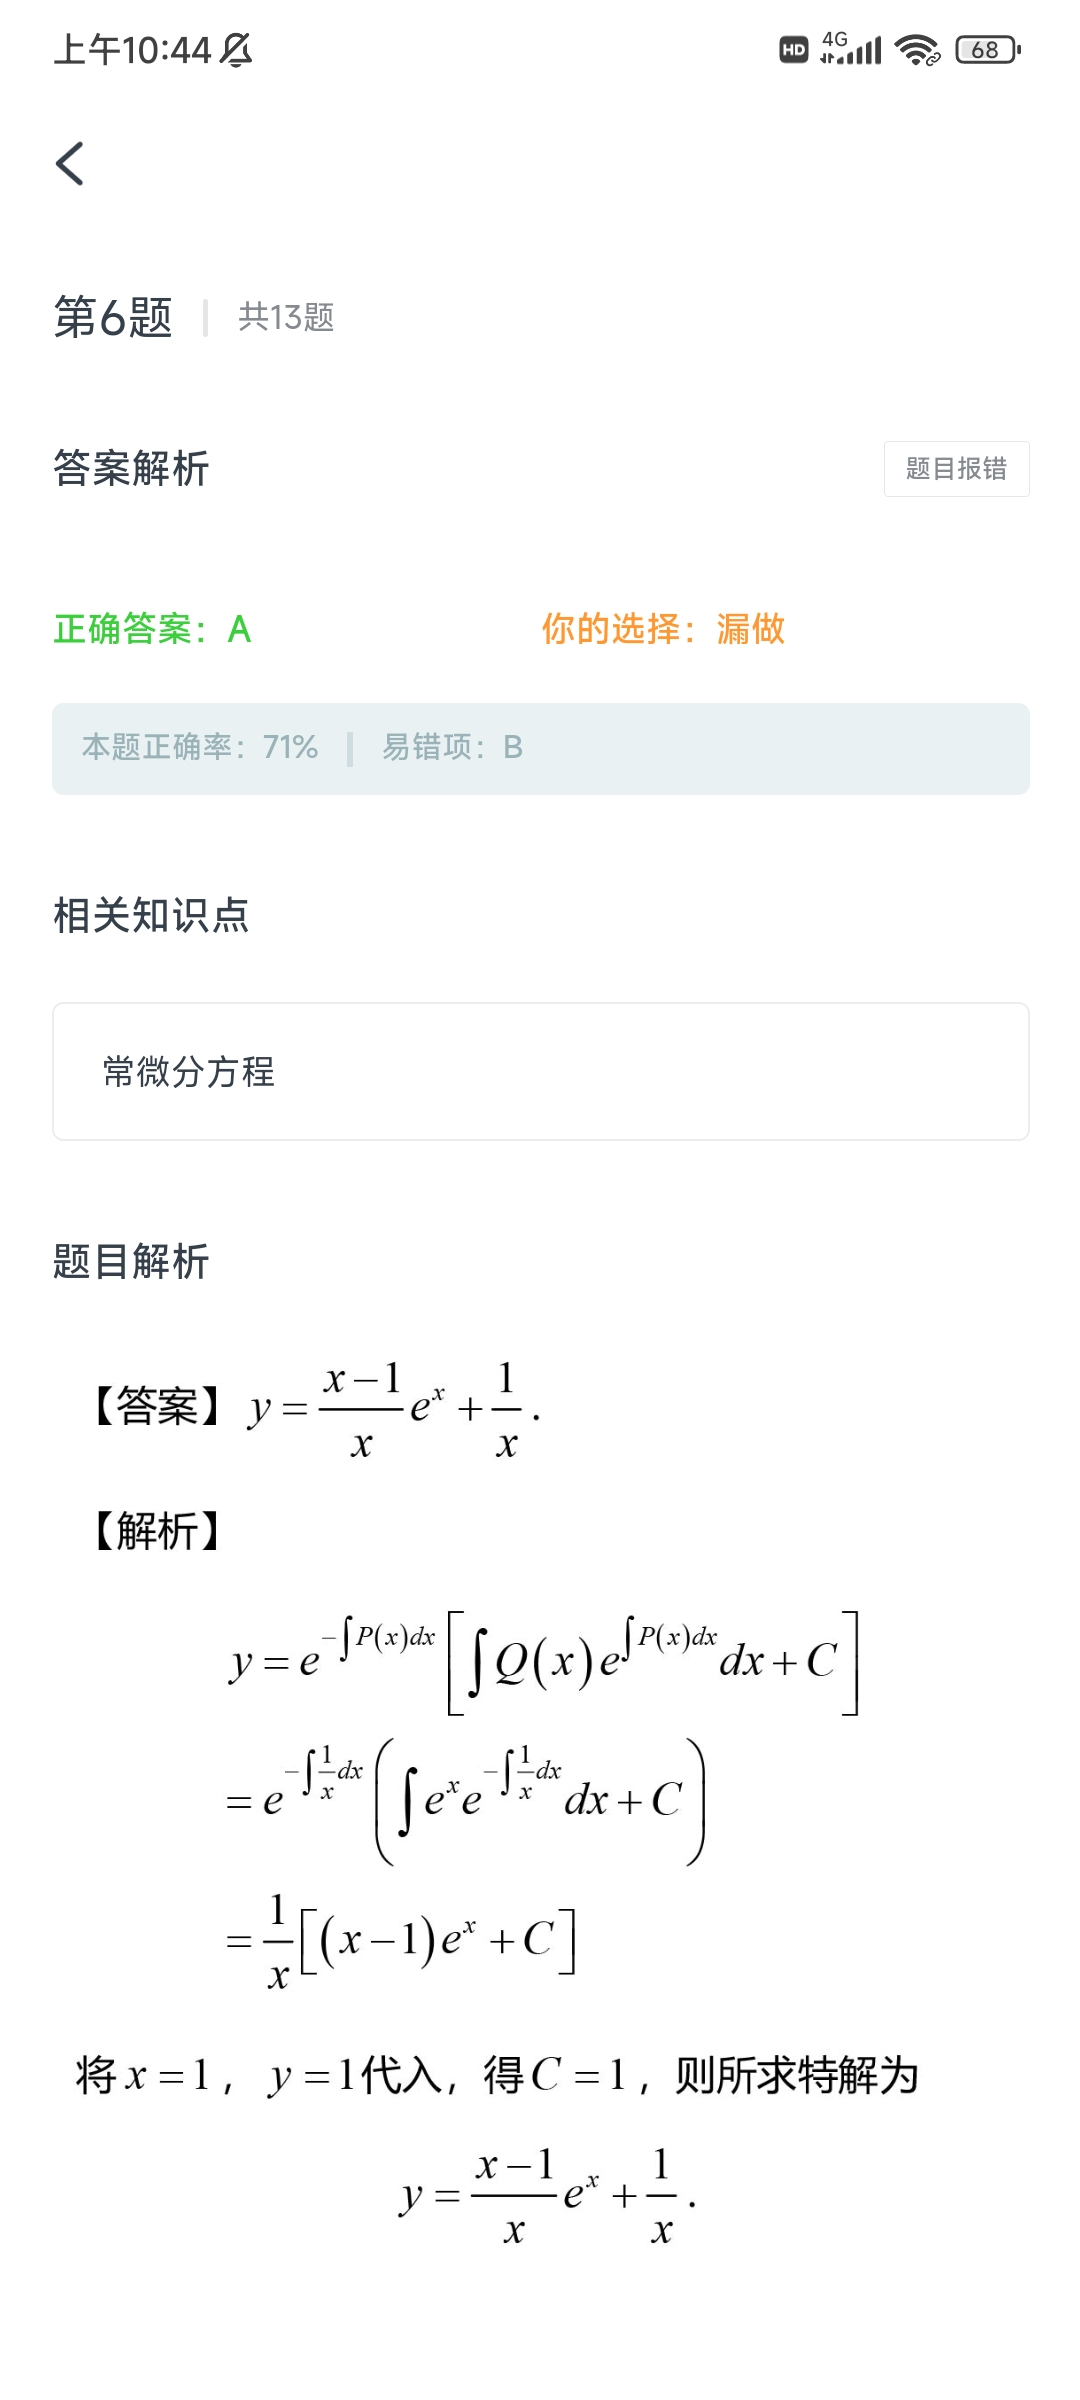 上午10:44 HD 4G 68
第6题 共13题
答案解析 题目报错
正确答案：A 你的选择：漏做
本题正确率：71% 易错项：B
相关知识点
常微分方程
题目解析
【答案】 y = \frac{x-1}{x} e^x + \frac{1}{x}.
【解析】
y = e^{-\int P(x)dx} \left[ \int Q(x) e^{\int P(x)dx} dx + C \right]
= e^{-\int \frac{1}{x} dx} \left( \int e^x e^{-\int \frac{1}{x} dx} dx + C \right)
= \frac{1}{x} [(x-1)e^x + C]
将 x = 1， y = 1代入，得 C = 1，则所求特解为
y = \frac{x-1}{x} e^x + \frac{1}{x}.